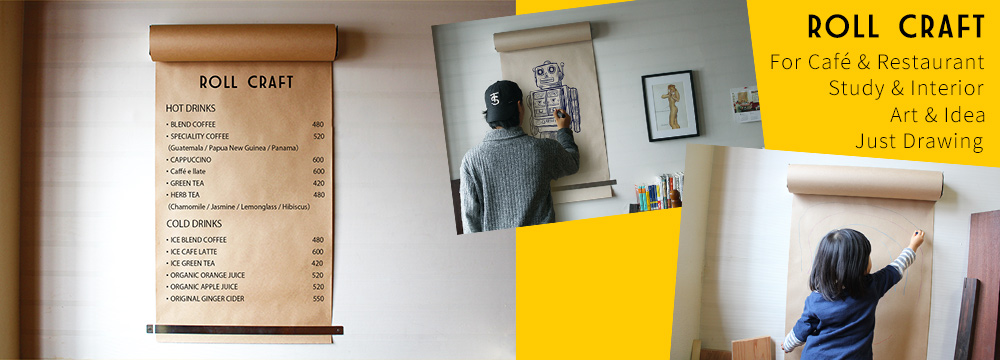 ROLL CRAFT
HOT DRINKS
• BLEND COFFEE 480
• SPECIALITY COFFEE 520
(Guatemala / Papua New Guinea / Panama)
• CAPPUCCINO 600
• Caffé e llate 600
• GREEN TEA 420
• HERB TEA 480
(Chamomile / Jasmine / Lemonglass / Hibiscus)
COLD DRINKS
• ICE BLEND COFFEE 480
• ICE CAFE LATTE 600
• ICE GREEN TEA 420
• ORGANIC ORANGE JUICE 520
• ORGANIC APPLE JUICE 520
• ORIGINAL GINGER CIDER 550
ROLL CRAFT
For Café & Restaurant
Study & Interior
Art & Idea
Just Drawing